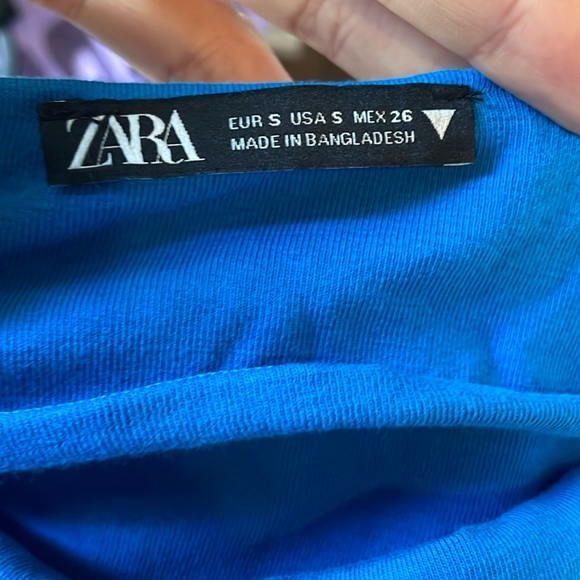 ZARA
EUR S USA S MEX 26
MADE IN BANGLADESH